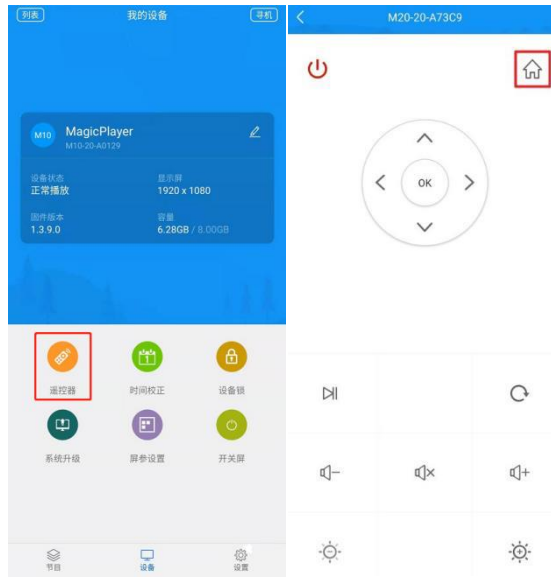 列表 我的设备 寻机
M10 MagicPlayer
M10-20-A0129
设备状态 显示屏
正常播放 1920 x 1080
固件版本 容量
1.3.9.0 6.28GB / 8.00GB
遥控器 时间校正 设备锁
系统升级 屏参设置 开关屏
节目 设备 设置
M20-20-A73C9
OK